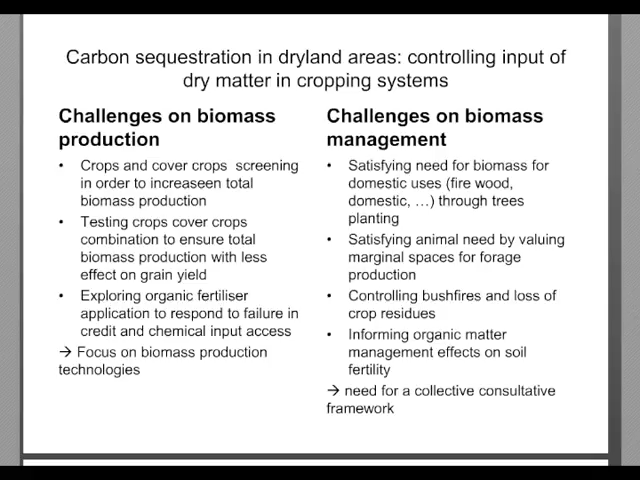 Carbon sequestration in dryland areas: controlling input of
dry matter in cropping systems
Challenges on biomass
production
• Crops and cover crops screening
in order to increaseen total
biomass production
• Testing crops cover crops
combination to ensure total
biomass production with less
effect on grain yield
• Exploring organic fertiliser
application to respond to failure in
credit and chemical input access
→ Focus on biomass production
technologies
Challenges on biomass
management
• Satisfying need for biomass for
domestic uses (fire wood,
domestic, …) through trees
planting
• Satisfying animal need by valuing
marginal spaces for forage
production
• Controlling bushfires and loss of
crop residues
• Informing organic matter
management effects on soil
fertility
→ need for a collective consultative
framework